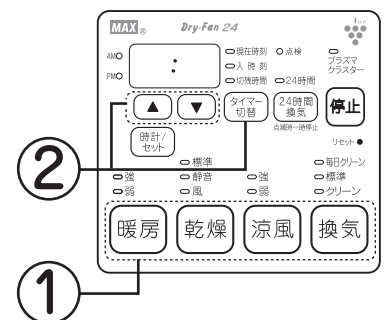 MAX® Dry-Fan 24 ion
AM 現在時刻 点検
: 入時刻 プラズマクラスター
PM 切残時間 24時間
▲ ▼ タイマー切替 24時間換気 停止
点滅時一時停止
時計/セット リセット
標準 毎日クリーン
強 静音 強 標準
弱 風 弱 クリーン
暖房 乾燥 涼風 換気
②
①